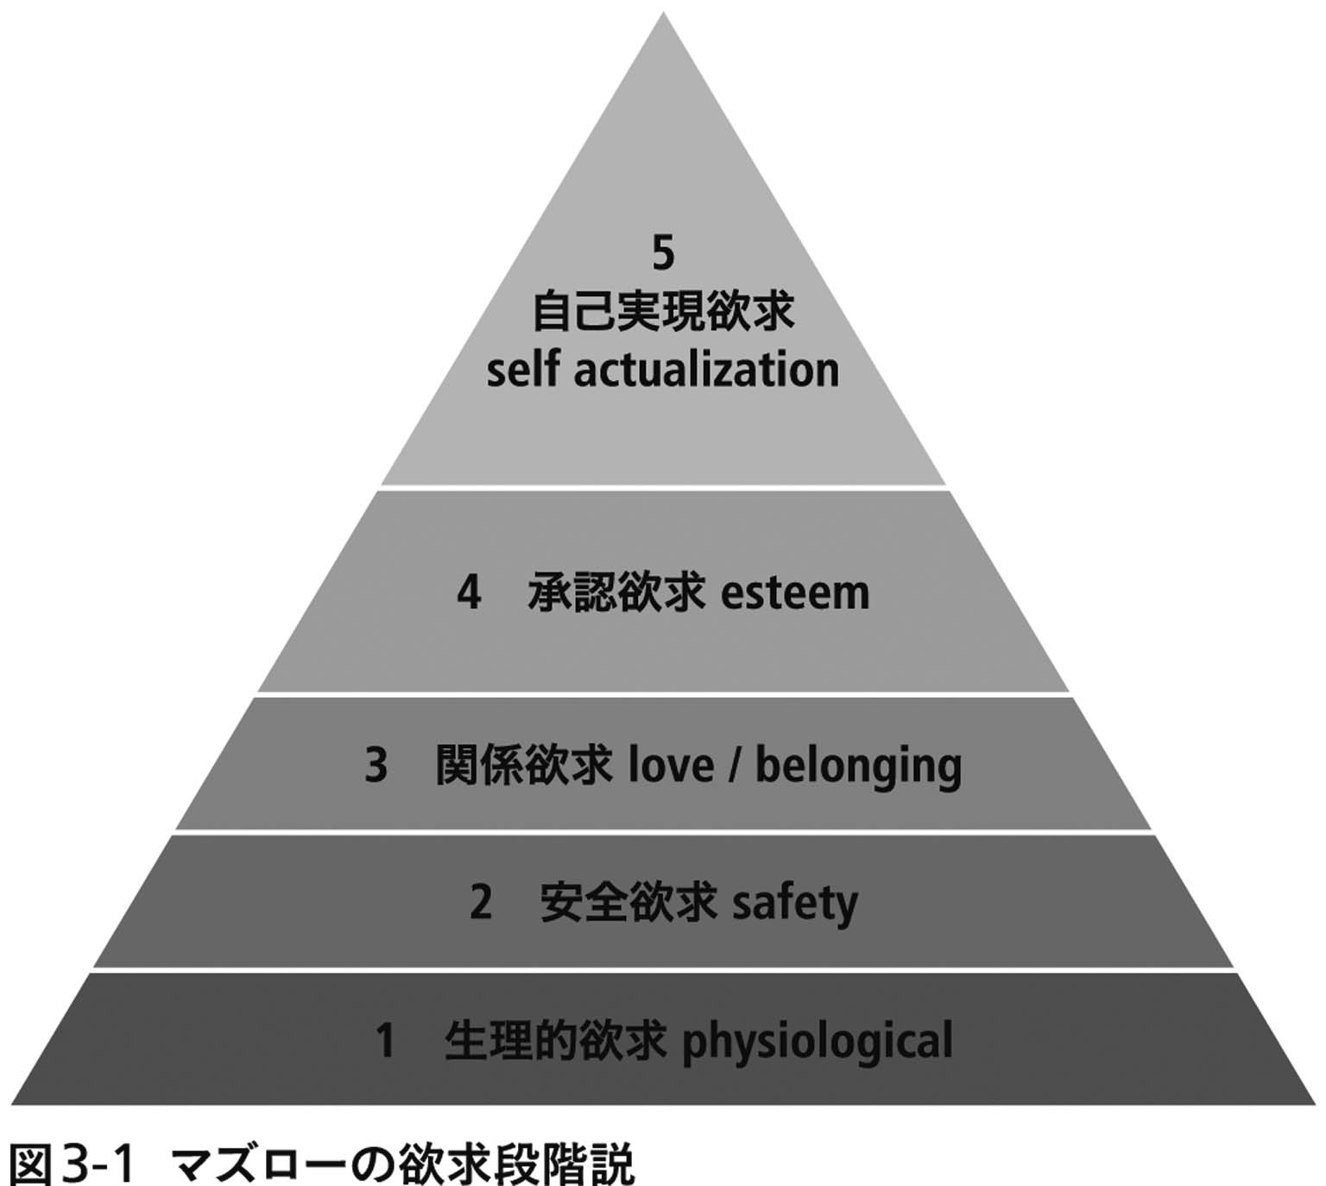 5
自己実現欲求
self actualization
4 承認欲求 esteem
3 関係欲求 love / belonging
2 安全欲求 safety
1 生理的欲求 physiological
図3-1 マズローの欲求段階説